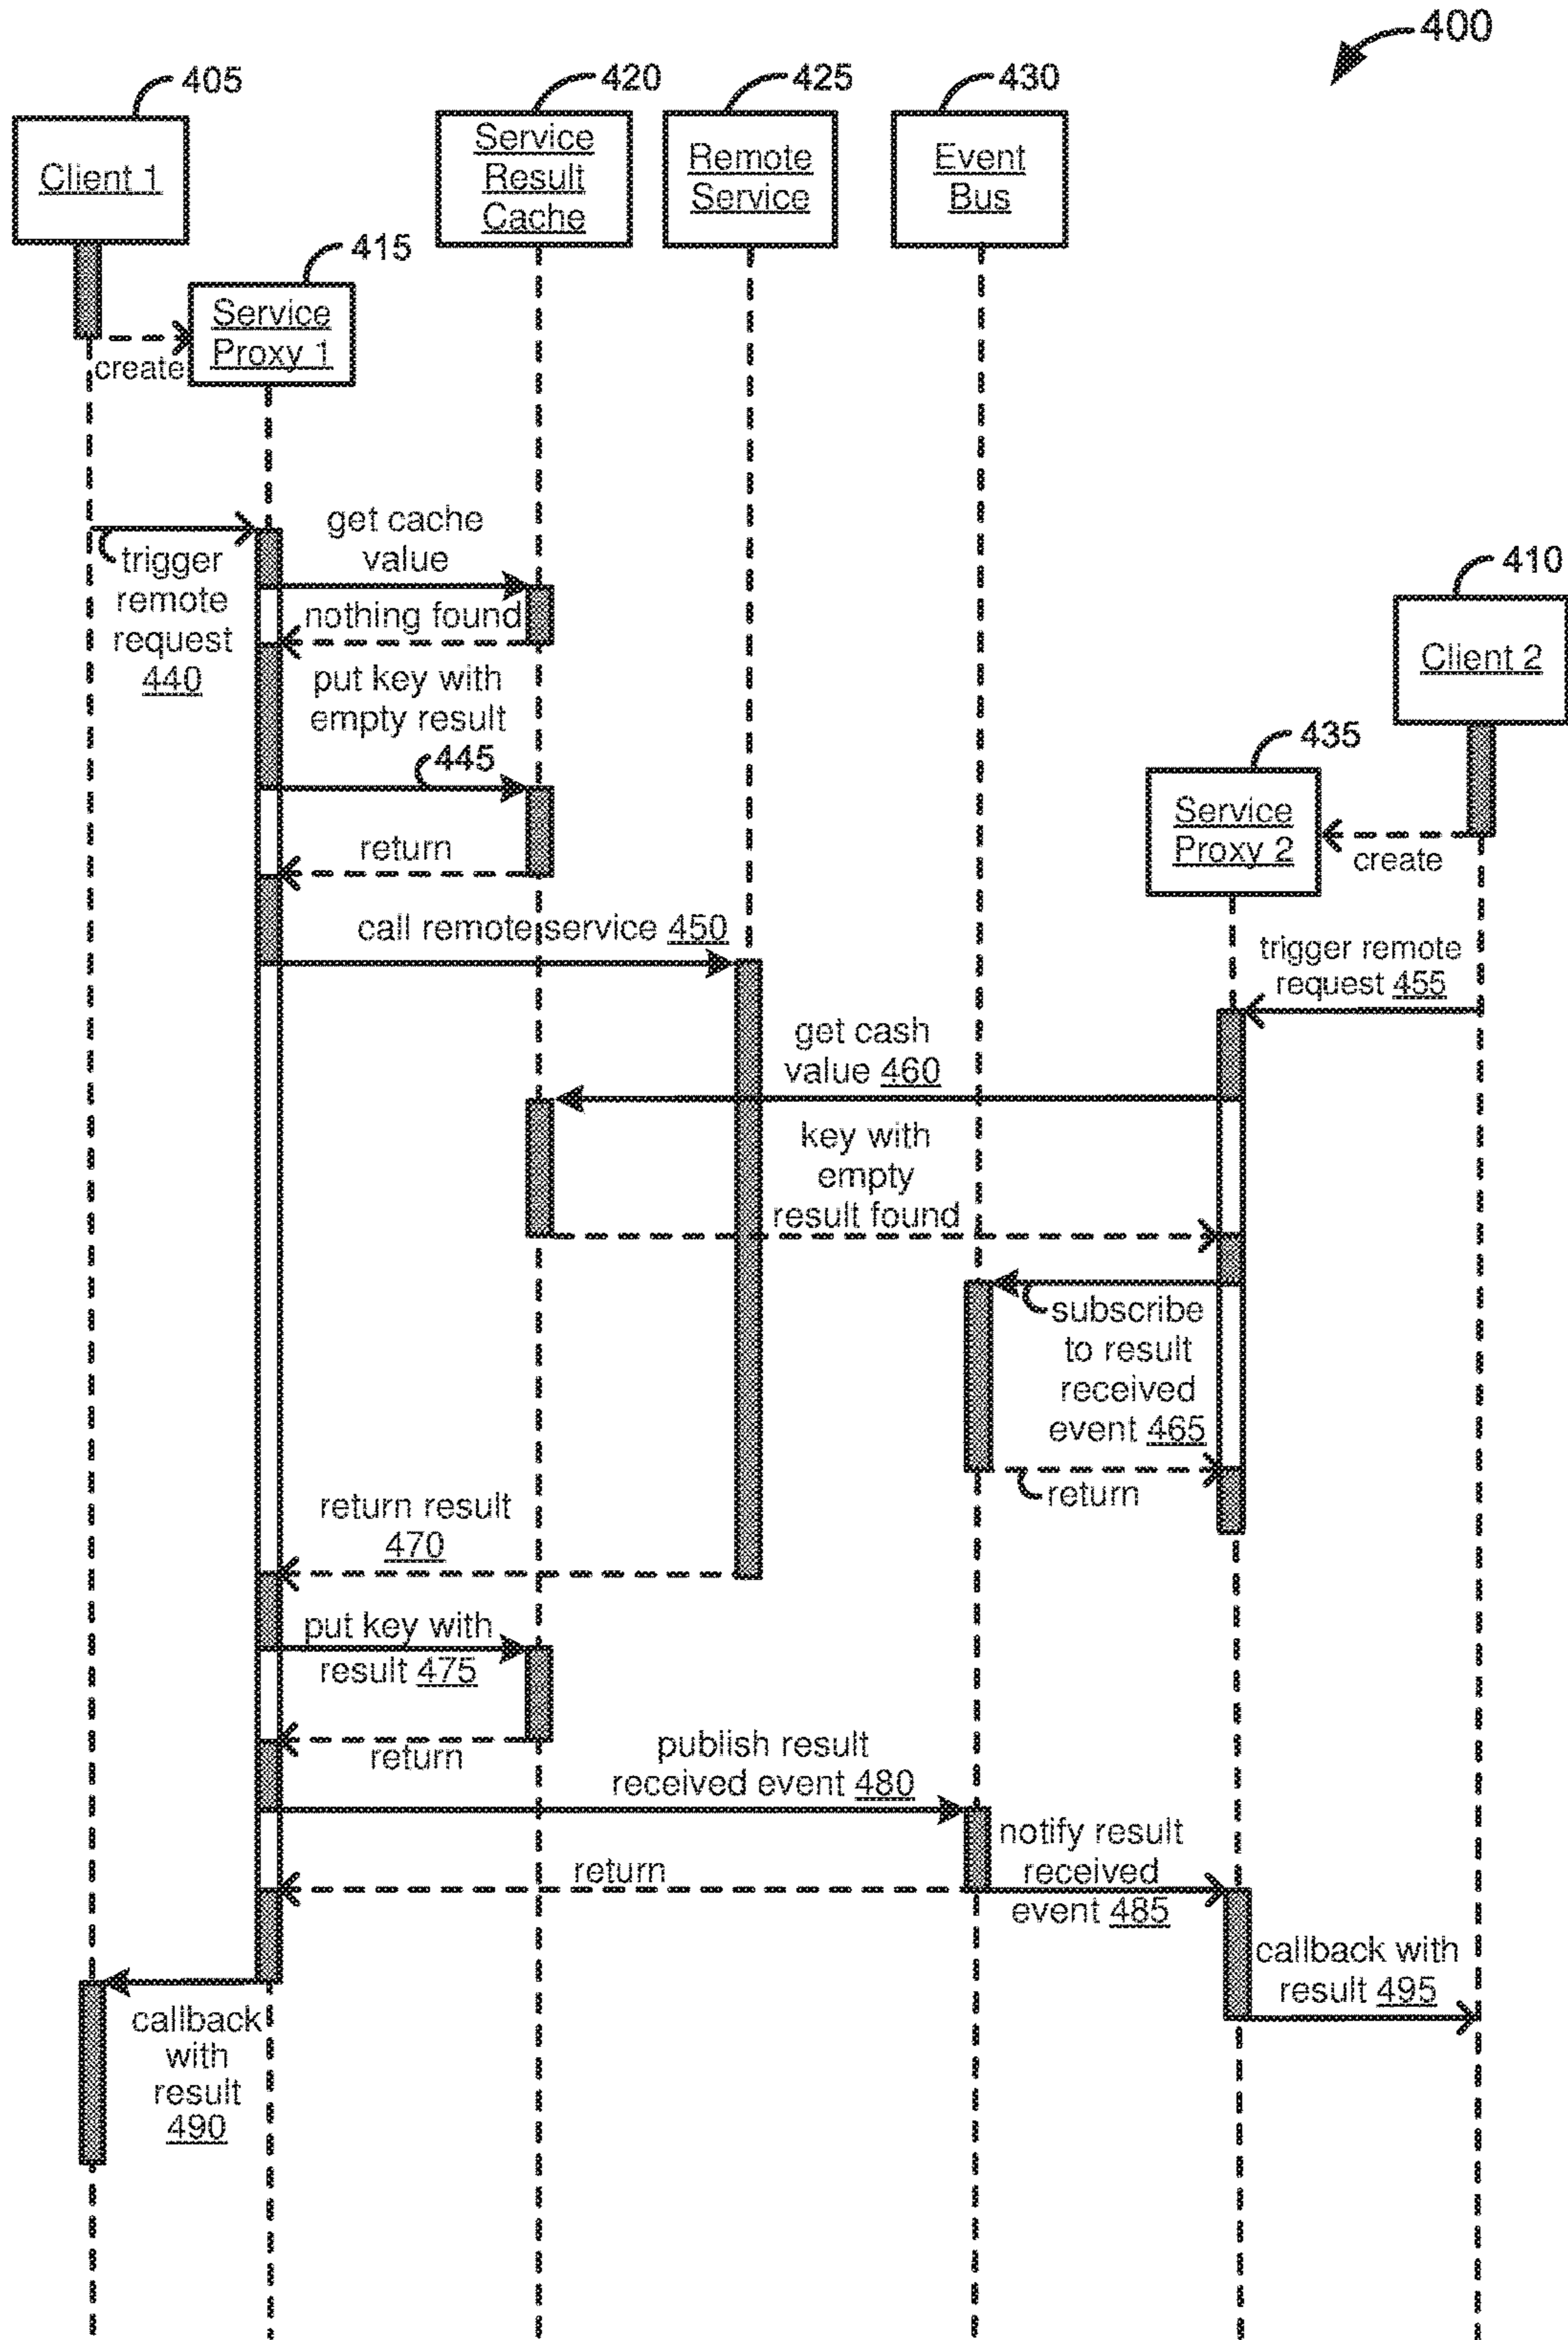 400
405
420
425
430
Client 1
Service
Result
Cache
Remote
Service
Event
Bus
415
Service
Proxy 1
create
get cache
value
trigger
remote
request
440
nothing found
410
Client 2
put key with
empty result
445
435
Service
Proxy 2
create
return
call remote service 450
trigger remote
request 455
get cash
value 460
key with
empty
result found
subscribe
to result
received
event 465
return
return result
470
put key with
result 475
return
publish result
received event 480
notify result
received
event 485
return
callback with
result 495
callback
with
result
490